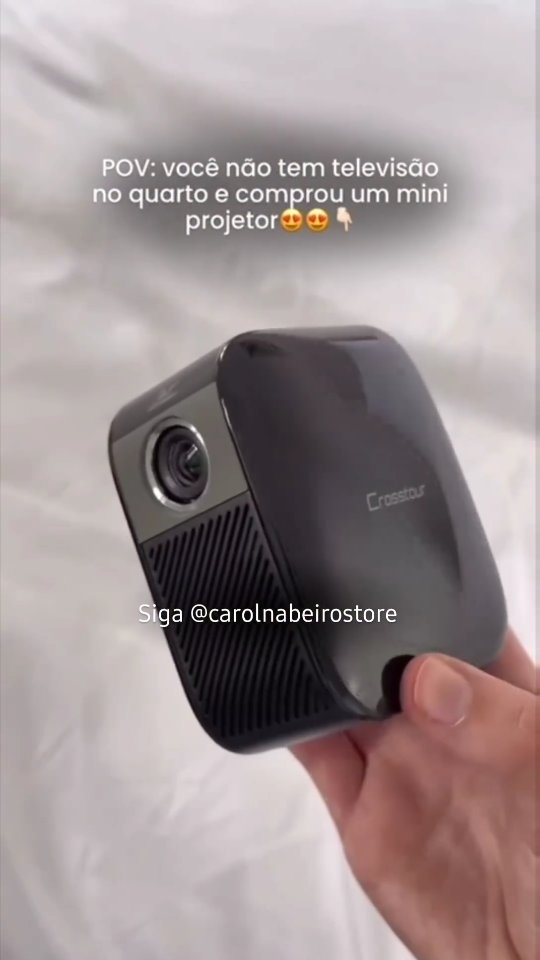 POV: você não tem televisão
no quarto e comprou um mini
projetor😍😍👇🏻
Crosstour
Siga @carolnabeirostore